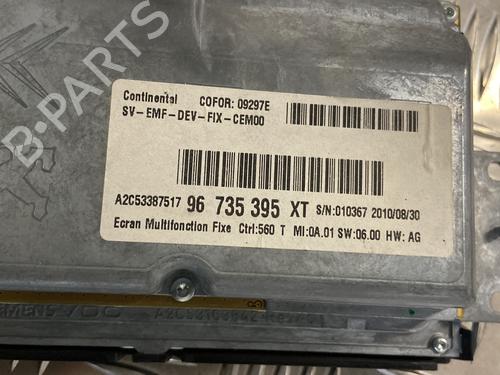 B-PARTS
Continental COFOR: 09297E
SV-EMF-DEV-FIX-CEM00
A2C53387517 96 735 395 XT S/N:010367 2010/08/30
Ecran Multifonction Fixe Ctrl:560 T MI:0A.01 SW:06.00 HW: AG
VDO